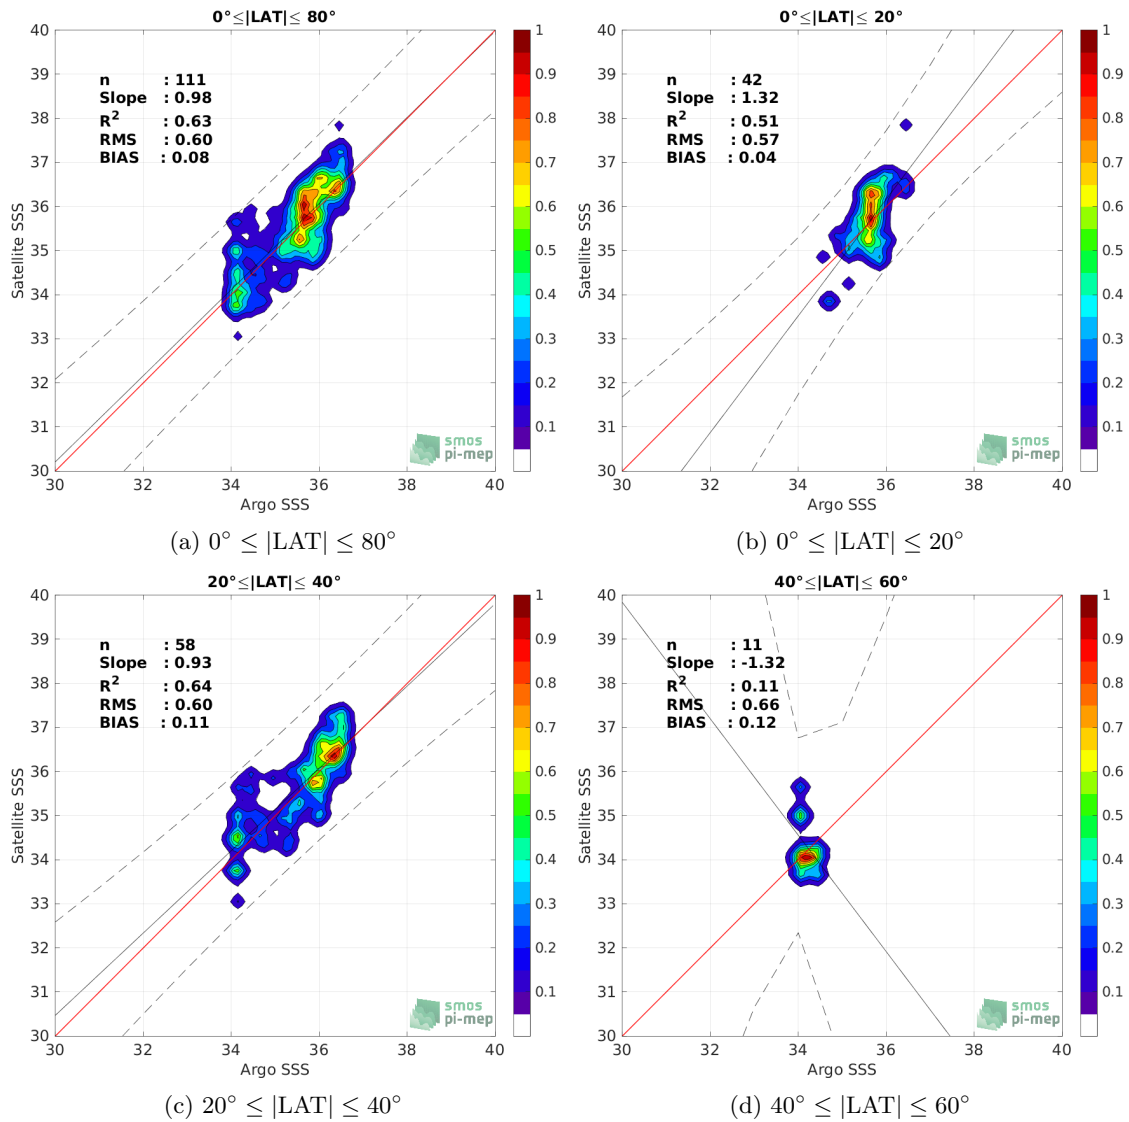 0°≤|LAT|≤ 80°
n : 111
Slope : 0.98
R² : 0.63
RMS : 0.60
BIAS : 0.08
40
39
38
37
36
35
34
33
32
31
30
Satellite SSS
30 32 34 36 38 40
Argo SSS
1
0.9
0.8
0.7
0.6
0.5
0.4
0.3
0.2
0.1
smos
pi-mep
(a) 0° ≤ |LAT| ≤ 80°
0°≤|LAT|≤ 20°
n : 42
Slope : 1.32
R² : 0.51
RMS : 0.57
BIAS : 0.04
40
39
38
37
36
35
34
33
32
31
30
Satellite SSS
30 32 34 36 38 40
Argo SSS
1
0.9
0.8
0.7
0.6
0.5
0.4
0.3
0.2
0.1
smos
pi-mep
(b) 0° ≤ |LAT| ≤ 20°
20°≤|LAT|≤ 40°
n : 58
Slope : 0.93
R² : 0.64
RMS : 0.60
BIAS : 0.11
40
39
38
37
36
35
34
33
32
31
30
Satellite SSS
30 32 34 36 38 40
Argo SSS
1
0.9
0.8
0.7
0.6
0.5
0.4
0.3
0.2
0.1
smos
pi-mep
(c) 20° ≤ |LAT| ≤ 40°
40°≤|LAT|≤ 60°
n : 11
Slope : -1.32
R² : 0.11
RMS : 0.66
BIAS : 0.12
40
39
38
37
36
35
34
33
32
31
30
Satellite SSS
30 32 34 36 38 40
Argo SSS
1
0.9
0.8
0.7
0.6
0.5
0.4
0.3
0.2
0.1
smos
pi-mep
(d) 40° ≤ |LAT| ≤ 60°